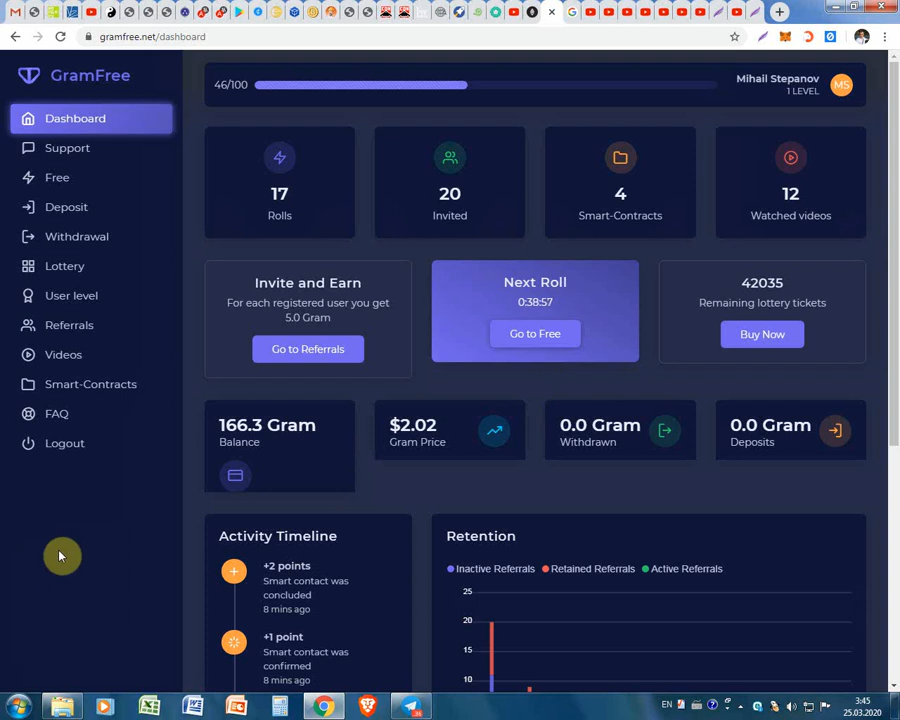 gramfree.net/dashboard
GramFree
46/100
Mihail Stepanov
1 LEVEL
MS
Dashboard
Support
Free
Deposit
Withdrawal
Lottery
User level
Referrals
Videos
Smart-Contracts
FAQ
Logout
17
Rolls
20
Invited
4
Smart-Contracts
12
Watched videos
Invite and Earn
For each registered user you get
5.0 Gram
Go to Referrals
Next Roll
0:38:57
Go to Free
42035
Remaining lottery tickets
Buy Now
166.3 Gram
Balance
$2.02
Gram Price
0.0 Gram
Withdrawn
0.0 Gram
Deposits
Activity Timeline
+2 points
Smart contact was
concluded
8 mins ago
+1 point
Smart contact was
confirmed
8 mins ago
Retention
Inactive Referrals Retained Referrals Active Referrals
25
20
15
10
EN
3:45
25.03.2020